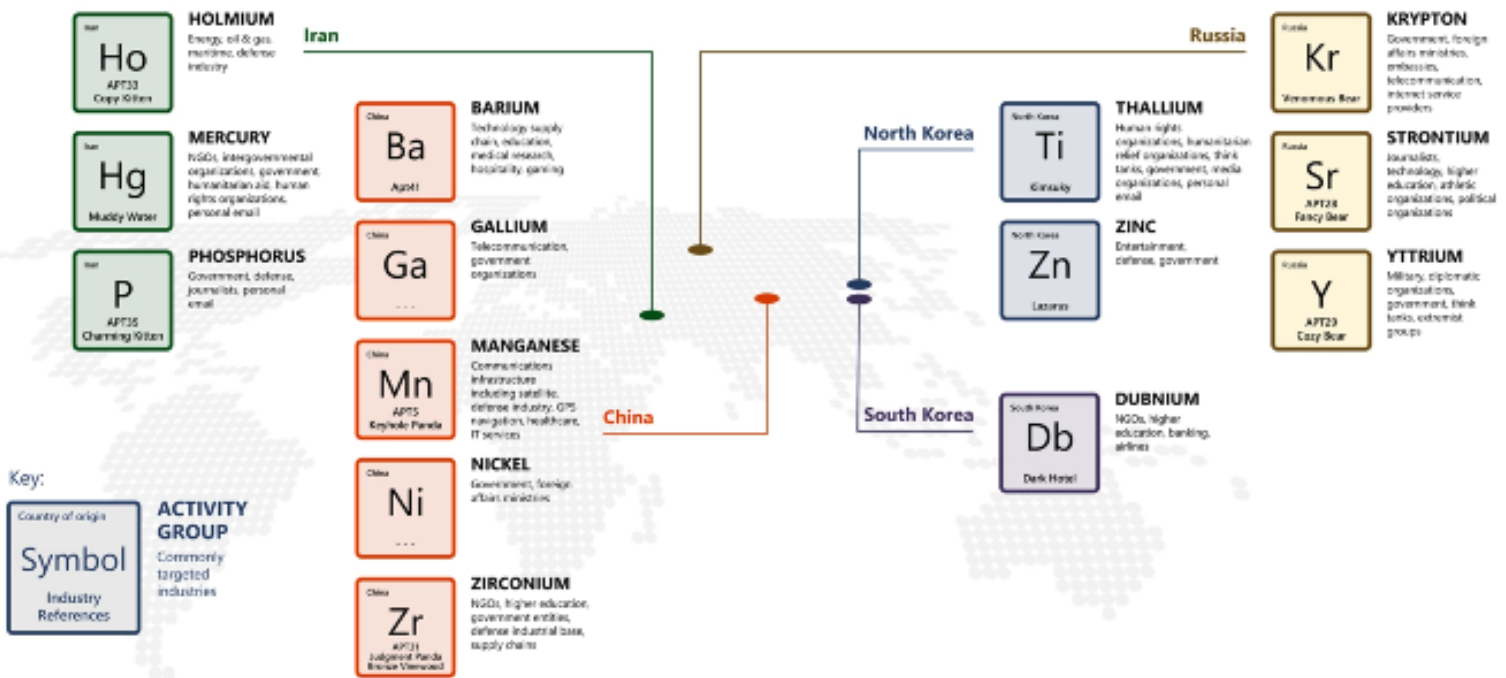 Iran
Ho
APT33
Copy Kitten
HOLMIUM
Energy, oil & gas,
maritime, defense
industry
Iran
Hg
Muddy Water
MERCURY
NGOs, intergovernmental
organizations, government,
humanitarian aid, human
rights organizations,
personal email
Iran
P
APT35
Charming Kitten
PHOSPHORUS
Government, defense,
journalists, personal
email
Iran
China
Ba
Apt41
BARIUM
Technology supply
chain, education,
medical research,
hospitality, gaming
China
Ga
- - -
GALLIUM
Telecommunication,
government
organizations
China
Mn
APT5
Keyhole Panda
MANGANESE
Communications
infrastructure
including satellite,
defense industry, GPS
navigation, healthcare,
IT services
China
Ni
- - -
NICKEL
Government, foreign
affairs ministries
China
Zr
APT31
Judgment Panda
Bronze Vinewood
ZIRCONIUM
NGOs, higher education,
government entities,
defense industrial base,
supply chains
China
Russia
North Korea
South Korea
North Korea
Ti
Kimsuky
THALLIUM
Human rights
organizations, humanitarian
relief organizations, think
tanks, government, media
organizations, personal
email
North Korea
Zn
Lazarus
ZINC
Entertainment,
defense, government
South Korea
Db
Dark Hotel
DUBNIUM
NGOs, higher
education, banking,
airlines
Russia
Kr
Venomous Bear
KRYPTON
Government, foreign
affairs ministries,
embassies,
telecommunication,
internet service
providers
Russia
Sr
APT28
Fancy Bear
STRONTIUM
Journalists,
technology, higher
education, athletic
organizations, political
organizations
Russia
Y
APT29
Cozy Bear
YTTRIUM
Military, diplomatic
organizations,
government, think
tanks, extremist
groups
Key:
Country of origin
Symbol
Industry
References
ACTIVITY
GROUP
Commonly
targeted
industries